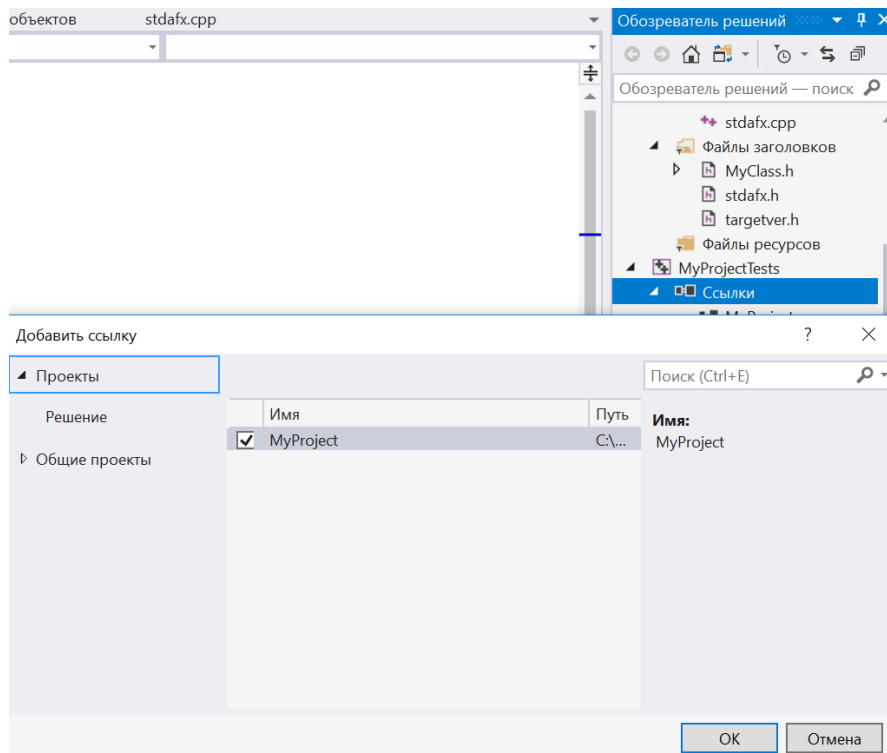 объектов
stdafx.cpp
Обозреватель решений
Обозреватель решений — поиск
stdafx.cpp
Файлы заголовков
MyClass.h
stdafx.h
targetver.h
Файлы ресурсов
MyProjectTests
Ссылки
Добавить ссылку
Проекты
Решение
Общие проекты
Имя Путь
MyProject C:\...
Поиск (Ctrl+E)
Имя:
MyProject
ОК Отмена